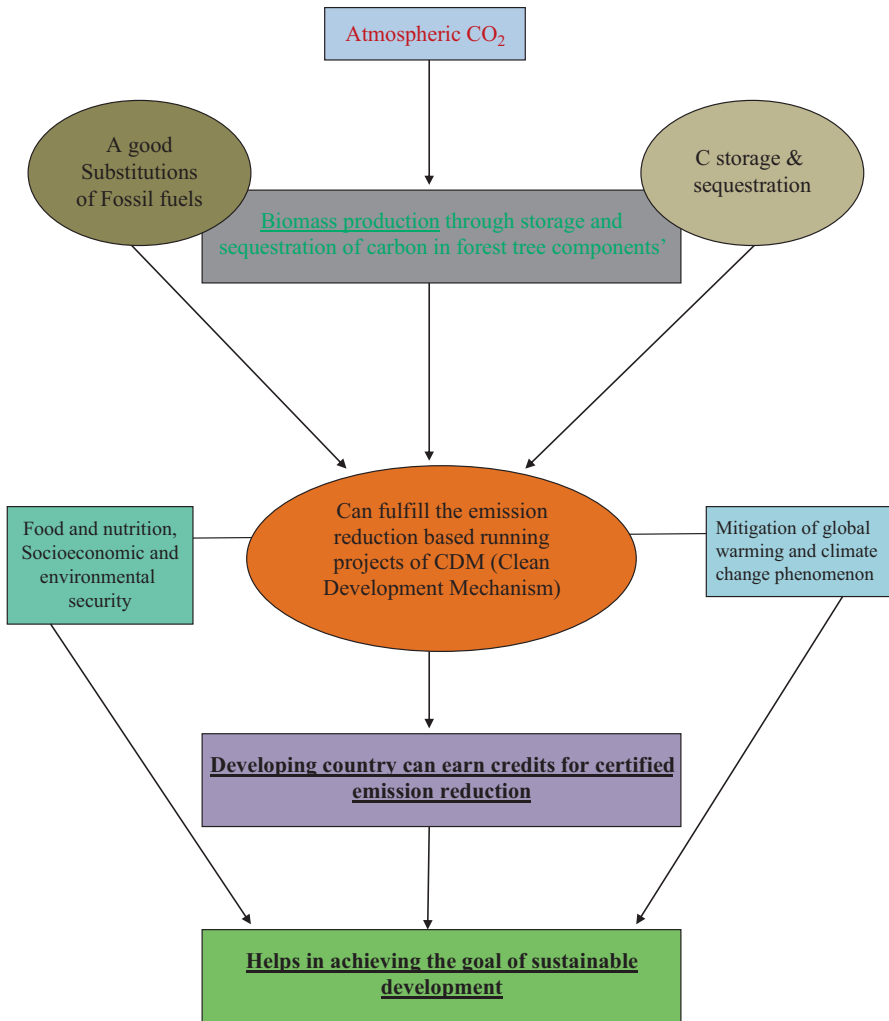 Atmospheric CO₂
A good
Substitutions
of Fossil fuels
C storage &
sequestration
Biomass production through storage and
sequestration of carbon in forest tree components’
Can fulfill the emission
reduction based running
projects of CDM (Clean
Development Mechanism)
Food and nutrition,
Socioeconomic and
environmental
security
Mitigation of global
warming and climate
change phenomenon
Developing country can earn credits for certified
emission reduction
Helps in achieving the goal of sustainable
development